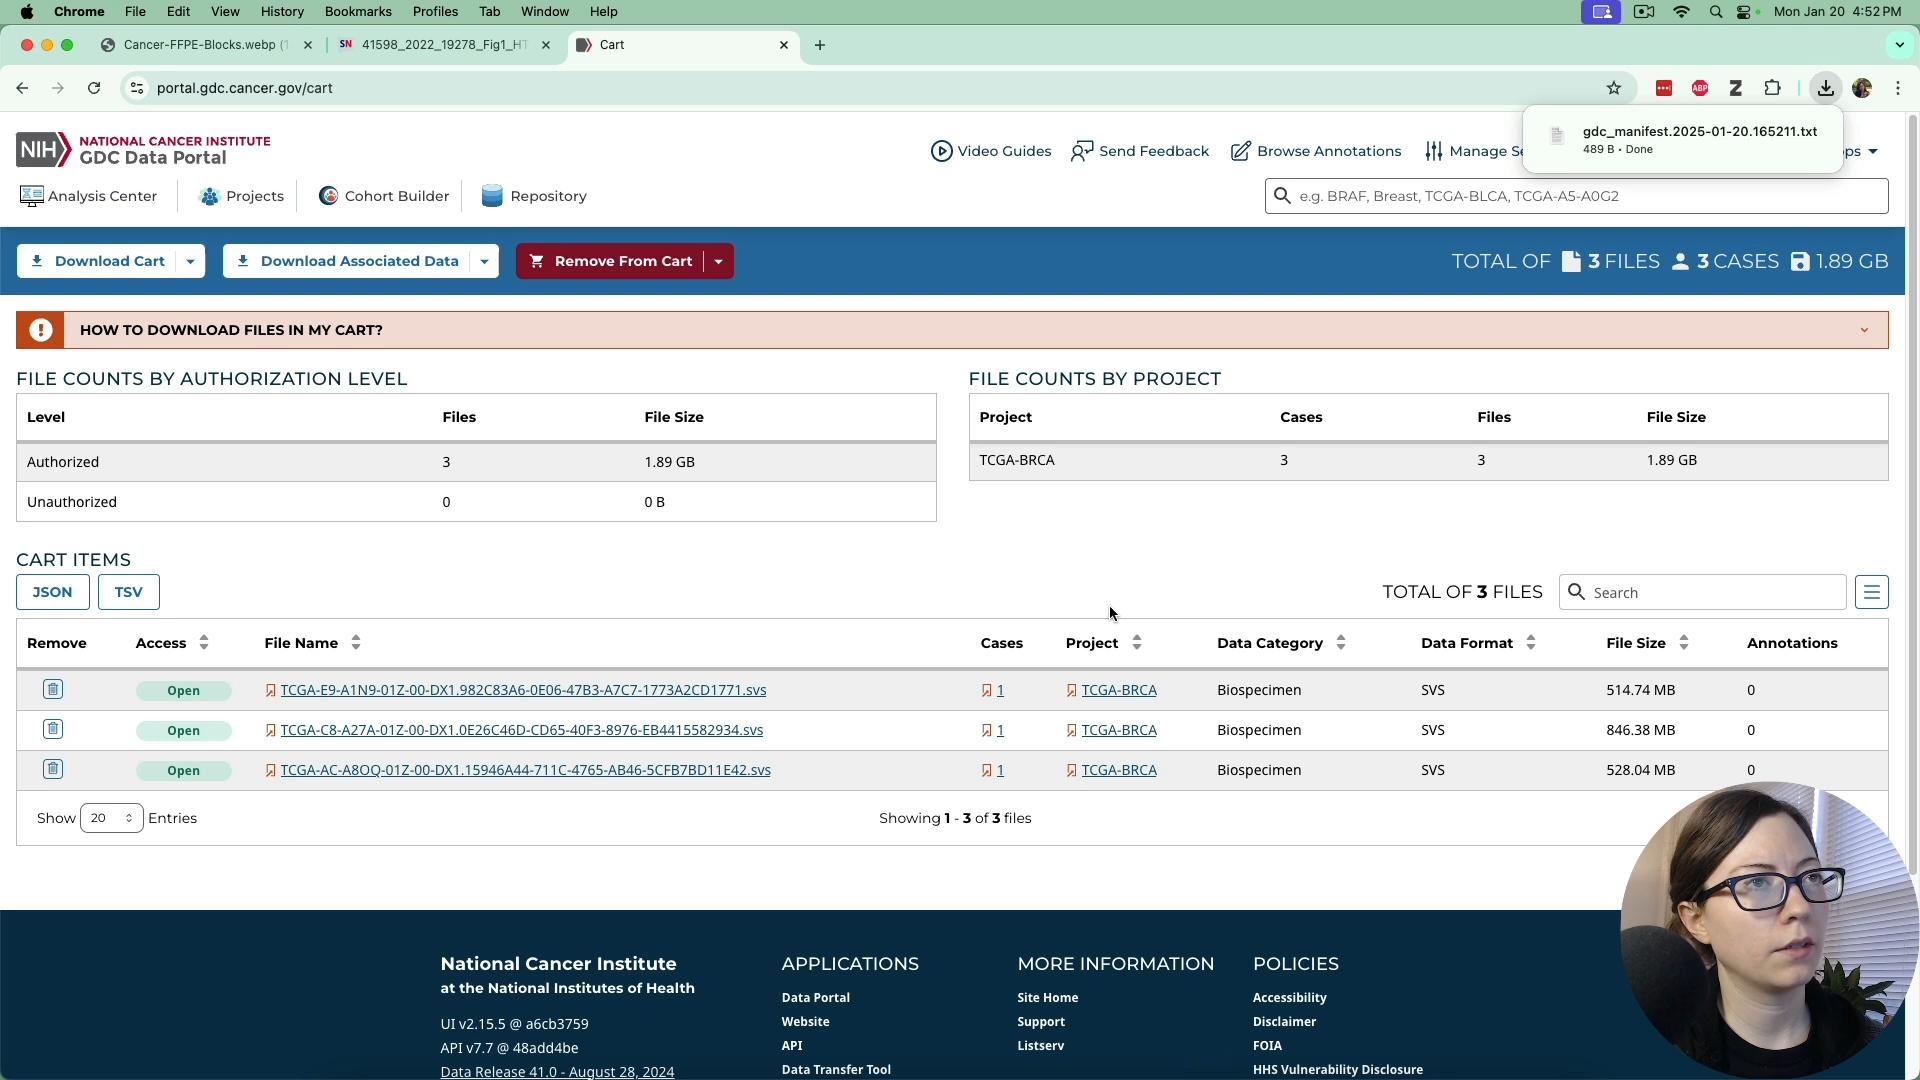 Chrome File Edit View History Bookmarks Profiles Tab Window Help Mon Jan 20 4:52 PM
Cancer-FFPE-Blocks.webp (1 41598_2022_19278_Fig1_HT Cart
portal.gdc.cancer.gov/cart
gdc_manifest.2025-01-20.165211.txt
489 B • Done
NIH NATIONAL CANCER INSTITUTE
GDC Data Portal
Video Guides Send Feedback Browse Annotations Manage Se ps
Analysis Center Projects Cohort Builder Repository e.g. BRAF, Breast, TCGA-BLCA, TCGA-A5-A0G2
Download Cart Download Associated Data Remove From Cart TOTAL OF 3 FILES 3 CASES 1.89 GB
HOW TO DOWNLOAD FILES IN MY CART?
FILE COUNTS BY AUTHORIZATION LEVEL
Level Files File Size
Authorized 3 1.89 GB
Unauthorized 0 0 B
FILE COUNTS BY PROJECT
Project Cases Files File Size
TCGA-BRCA 3 3 1.89 GB
CART ITEMS
JSON TSV TOTAL OF 3 FILES Search
Remove Access File Name Cases Project Data Category Data Format File Size Annotations
Open TCGA-E9-A1N9-01Z-00-DX1.982C83A6-0E06-47B3-A7C7-1773A2CD1771.svs 1 TCGA-BRCA Biospecimen SVS 514.74 MB 0
Open TCGA-C8-A27A-01Z-00-DX1.0E26C46D-CD65-40F3-8976-EB4415582934.svs 1 TCGA-BRCA Biospecimen SVS 846.38 MB 0
Open TCGA-AC-A8OQ-01Z-00-DX1.15946A44-711C-4765-AB46-5CFB7BD11E42.svs 1 TCGA-BRCA Biospecimen SVS 528.04 MB 0
Show 20 Entries Showing 1 - 3 of 3 files
National Cancer Institute
at the National Institutes of Health
UI v2.15.5 @ a6cb3759
API v7.7 @ 48add4be
Data Release 41.0 - August 28, 2024
APPLICATIONS
Data Portal
Website
API
Data Transfer Tool
MORE INFORMATION
Site Home
Support
Listserv
POLICIES
Accessibility
Disclaimer
FOIA
HHS Vulnerability Disclosure